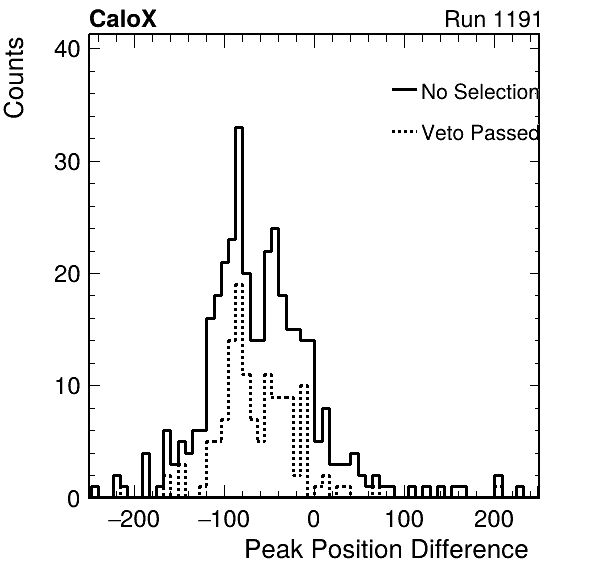 CaloX Run 1191
Counts
40
No Selection
Veto Passed
30
20
10
0
−200 −100 0 100 200
Peak Position Difference